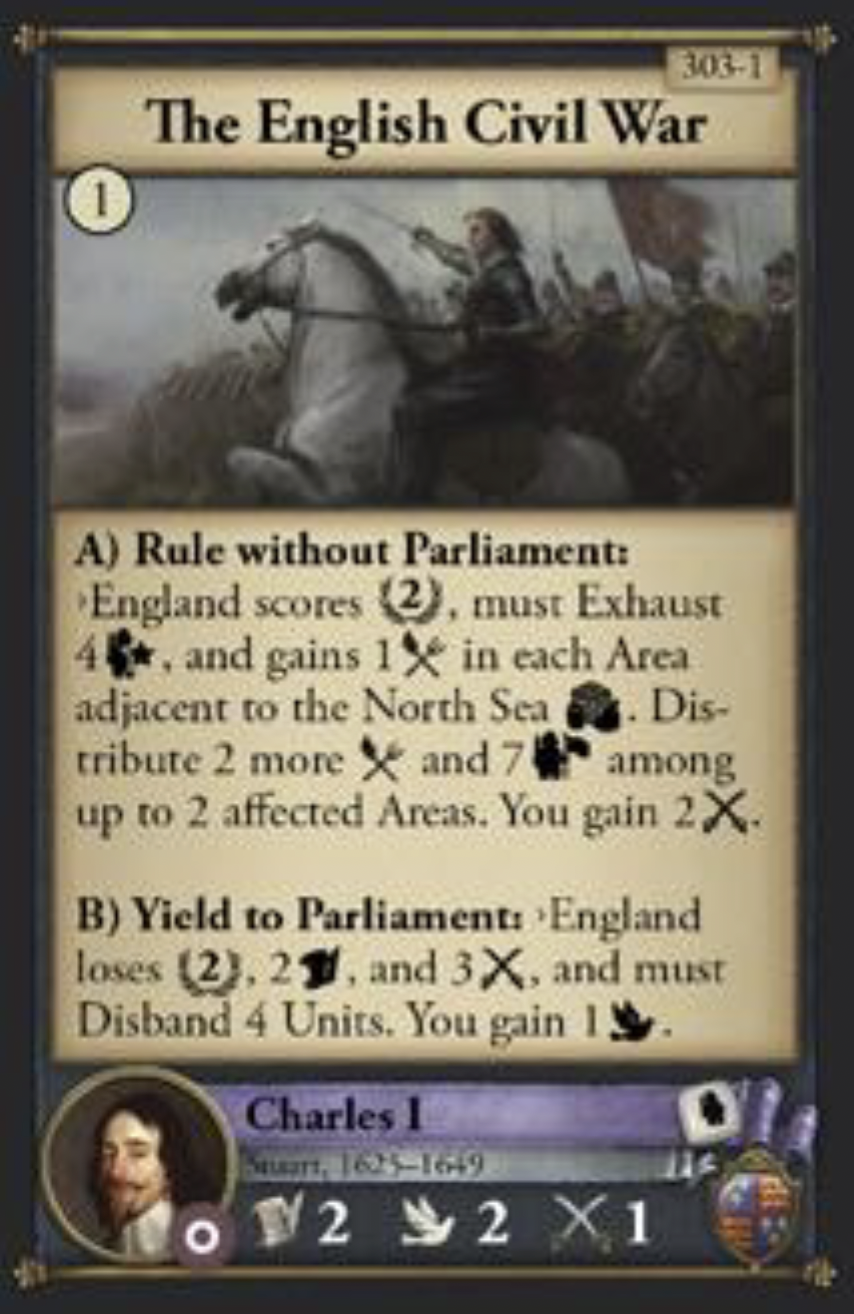 303-1
The English Civil War
1
A) Rule without Parliament:
England scores 2, must Exhaust
4, and gains 1 in each Area
adjacent to the North Sea. Dis-
tribute 2 more and 7 among
up to 2 affected Areas. You gain 2.
B) Yield to Parliament: England
loses 2, 2, and 3, and must
Disband 4 Units. You gain 1.
Charles I
Stuart, 1625–1649
2 2 1